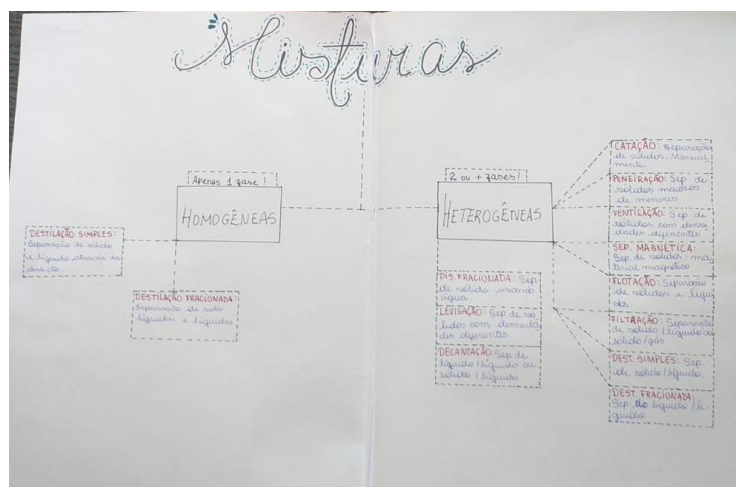 Misturas
Apenas 1 fase!
HOMOGÊNEAS
DESTILAÇÃO SIMPLES:
Separação de sólido
e líquido através da
DESTILAÇÃO FRACIONADA
Separação de
líquidos e líquidos
2 ou + fases!
HETEROGÊNEAS
DIS. FRACIONADA: Sep
de sólido usando
água
LEVIGAÇÃO: Sep de só
lidos com densida
des diferentes
DECANTAÇÃO: Sep de
líquido / líquido ou
sólido / líquido
CATAÇÃO: Separação
de sólidos. Manual
mente.
PENEIRAÇÃO: Sep. de
sólidos maiores
de menores
VENTILAÇÃO: Sep de
sólidos com densi
dades diferentes
SEP. MAGNÉTICA:
Sep. de sólidos: ma
terial magnético
FLOTAÇÃO: Separação
de sólidos e líqui
dos
FILTRAÇÃO: Separação
de sólido / líquido ou
sólido / gás
DEST. SIMPLES: Sep.
de sólido / líquido
DEST. FRACIONADA:
Sep de líquido / lí-
quido